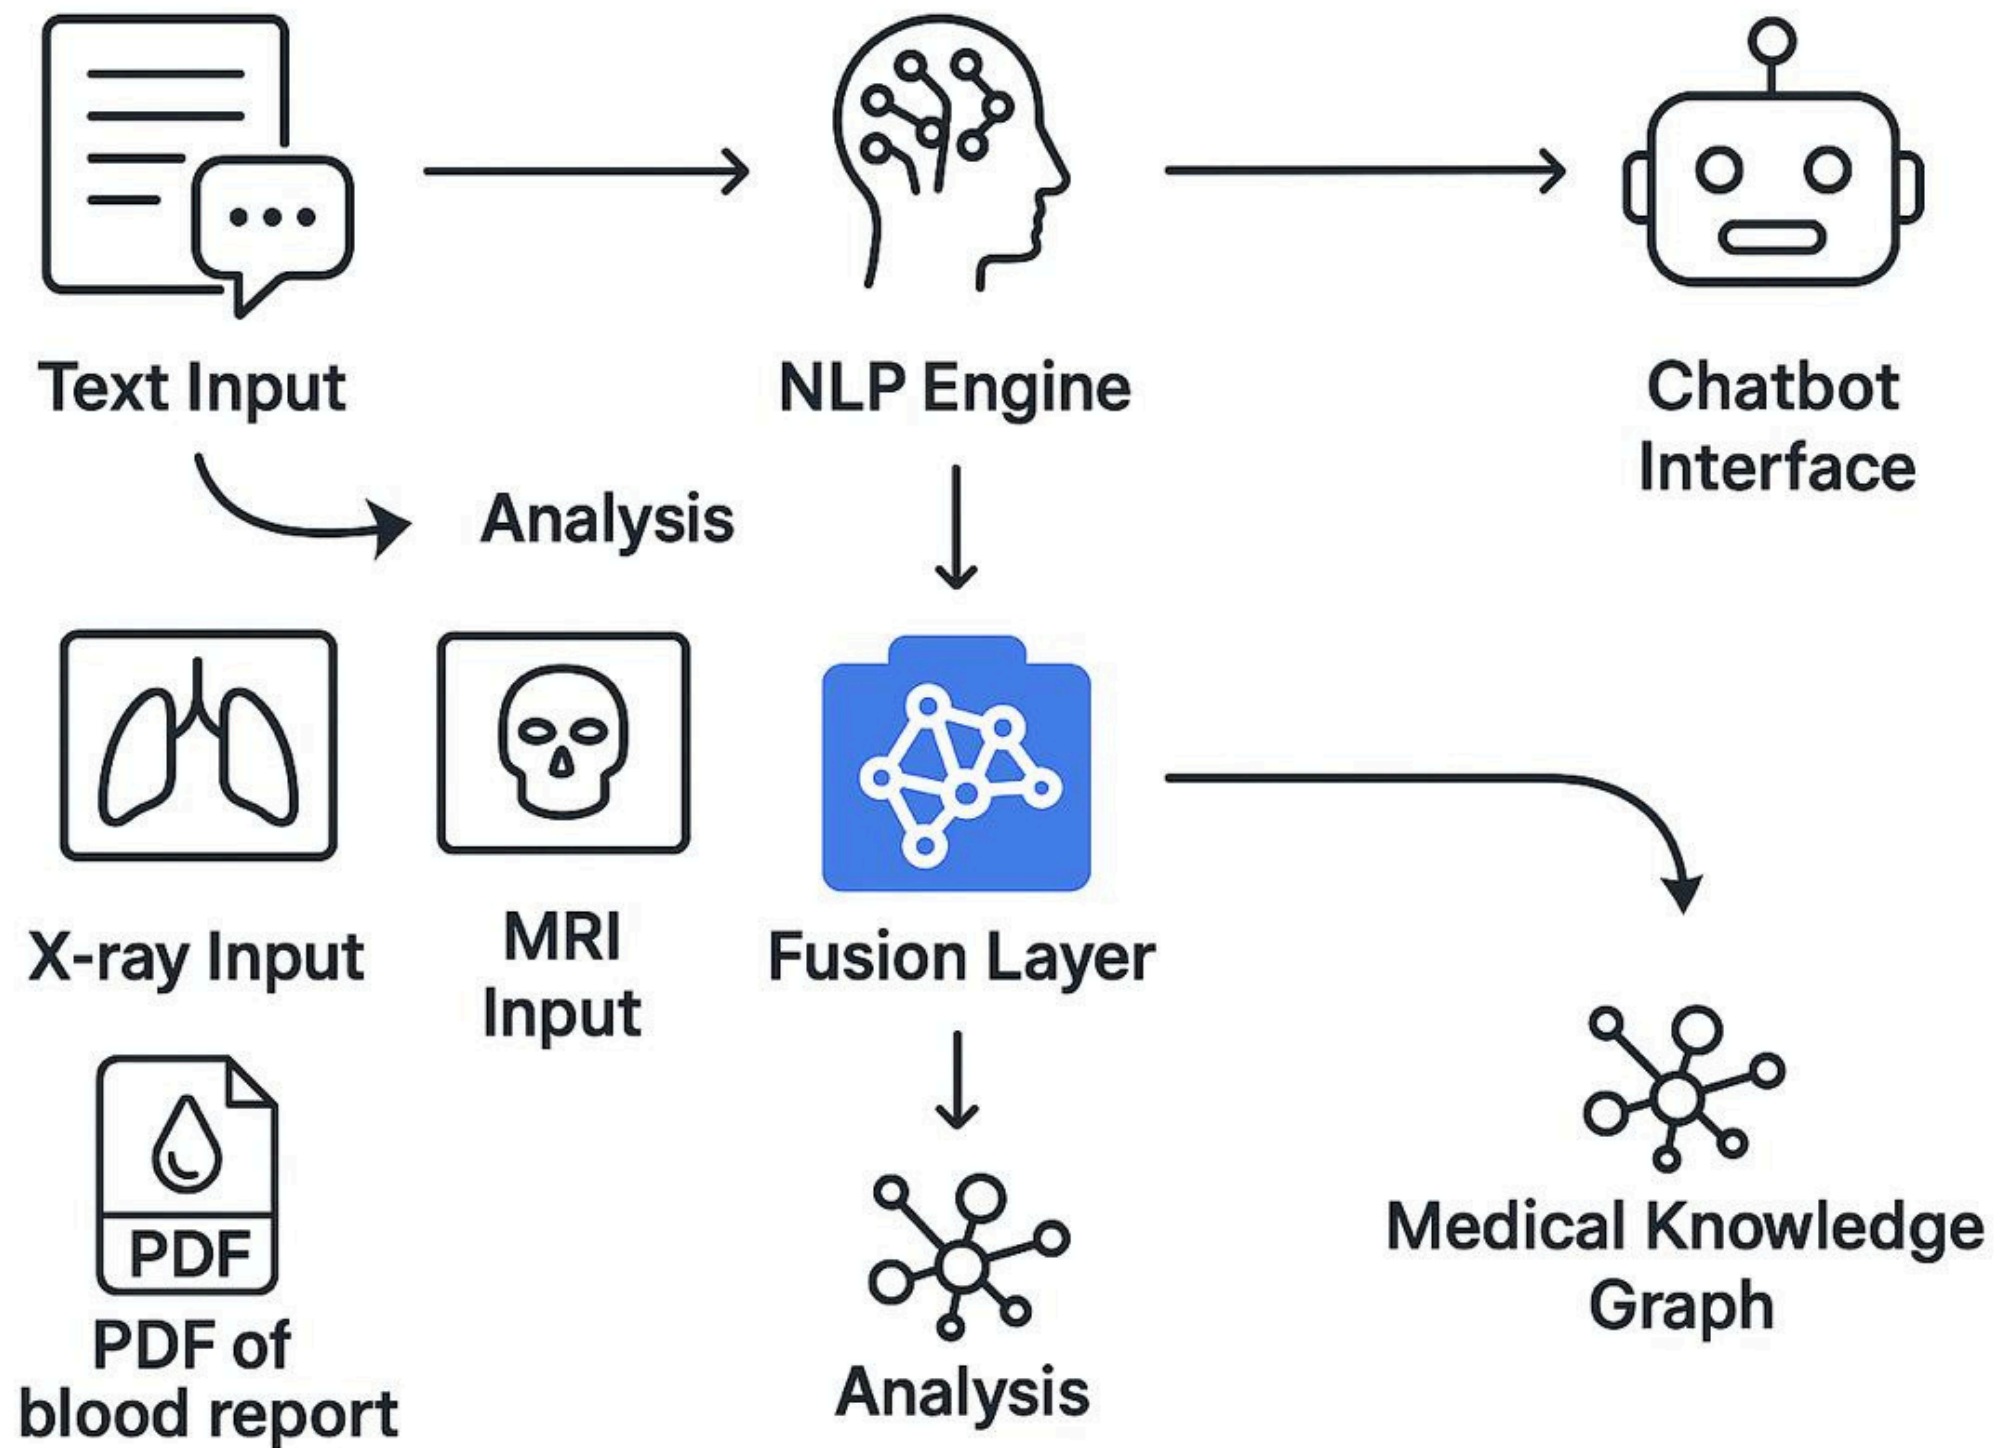 Text Input
NLP Engine
Chatbot
Interface
Analysis
X-ray Input
MRI
Input
Fusion Layer
PDF
PDF of
blood report
Analysis
Medical Knowledge
Graph